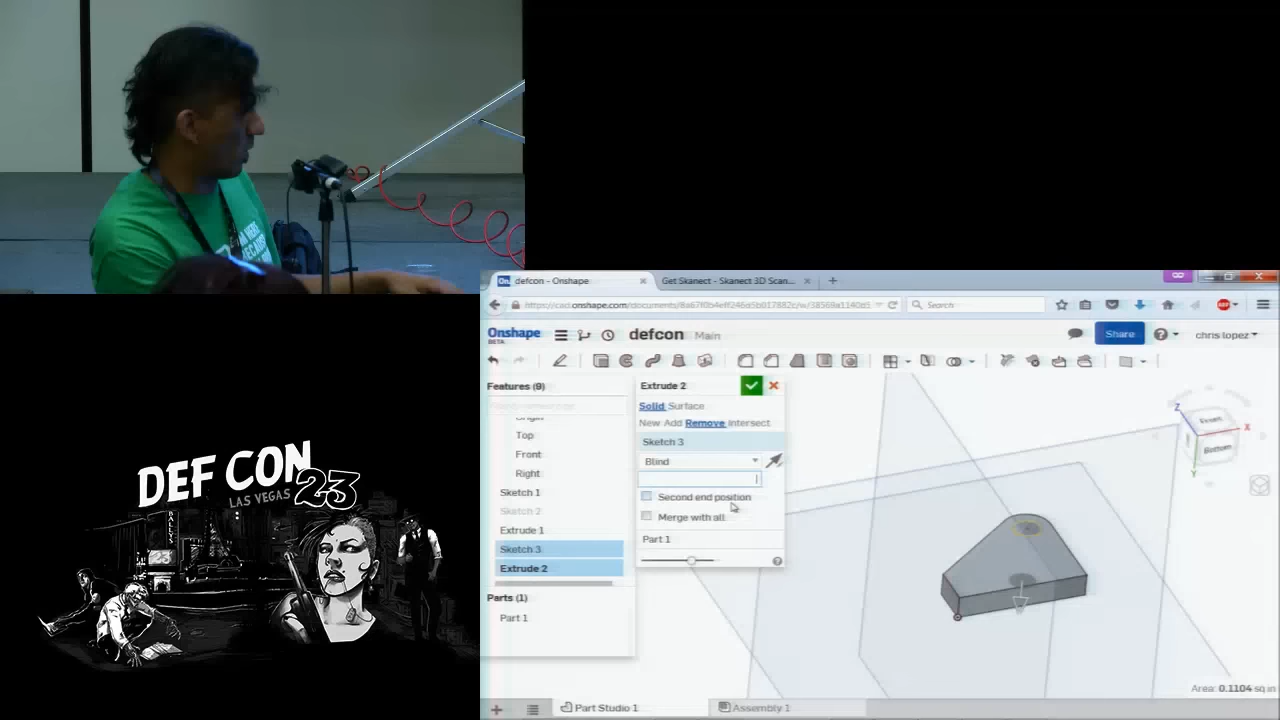 DEF CON 23
LAS VEGAS
BALLYS
defcon - Onshape
Get Skanect - Skanect 3D Scan...
Search
Onshape
BETA
defcon
Main
Share
chris lopez
Features (9)
Top
Front
Right
Sketch 1
Sketch 2
Extrude 1
Sketch 3
Extrude 2
Parts (1)
Part 1
Extrude 2
Solid Surface
New Add Remove Intersect
Sketch 3
Blind
Second end position
Merge with all
Part 1
Z
X
Y
Bottom
Area: 0.1104 sq in
Part Studio 1
Assembly 1